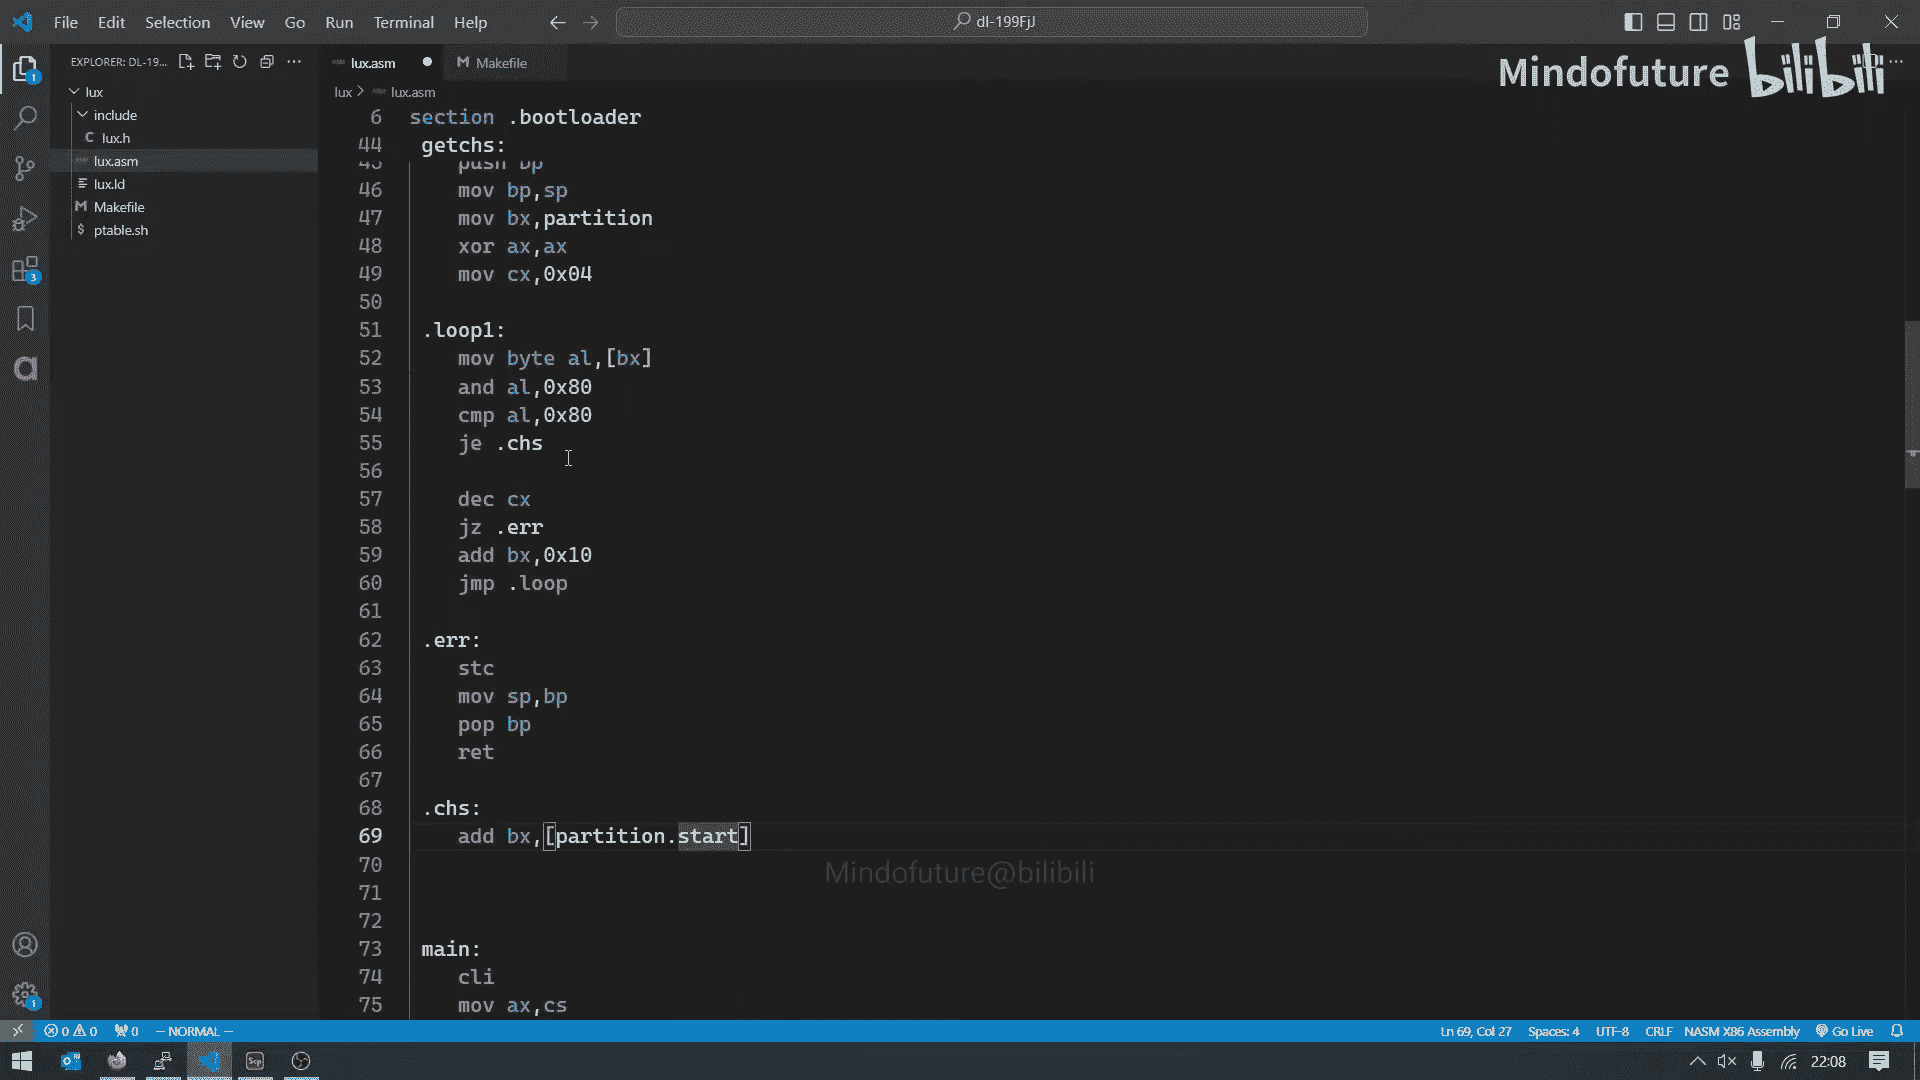 File Edit Selection View Go Run Terminal Help
dl-199FjJ
Mindofuture bilibili
EXPLORER: DL-19...
lux.asm
Makefile
lux
include
lux.h
lux.asm
lux.ld
Makefile
ptable.sh
lux > lux.asm
6 section .bootloader
44 getchs:
45 push bp
46 mov bp,sp
47 mov bx,partition
48 xor ax,ax
49 mov cx,0x04
50
51 .loop1:
52 mov byte al,[bx]
53 and al,0x80
54 cmp al,0x80
55 je .chs
56
57 dec cx
58 jz .err
59 add bx,0x10
60 jmp .loop
61
62 .err:
63 stc
64 mov sp,bp
65 pop bp
66 ret
67
68 .chs:
69 add bx,[partition.start]
70
71
72
73 main:
74 cli
75 mov ax,cs
Mindofuture@bilibili
0 0 0 -- NORMAL -- Ln 69, Col 27 Spaces: 4 UTF-8 CRLF NASM X86 Assembly Go Live
22:08